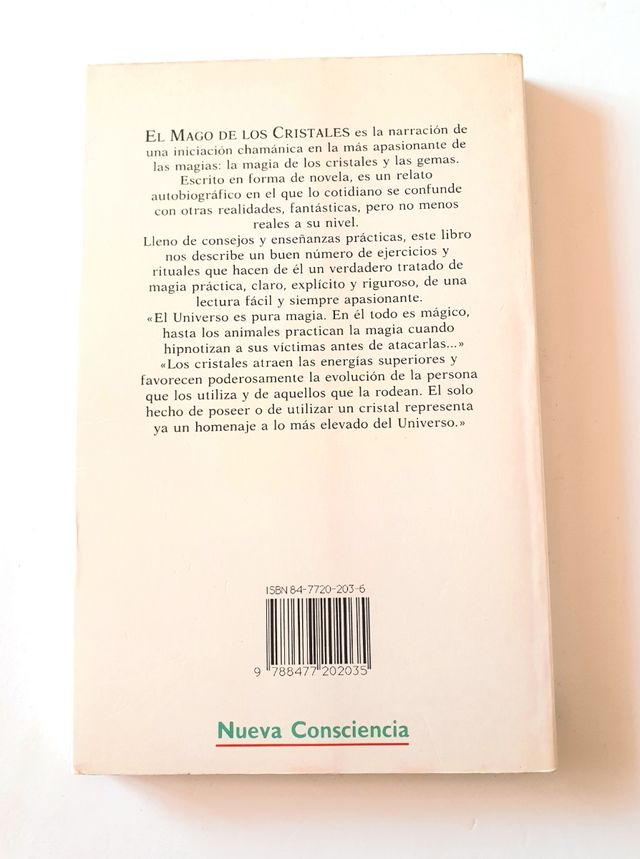 EL MAGO DE LOS CRISTALES es la narración de
una iniciación chamánica en la más apasionante de
las magias: la magia de los cristales y las gemas.
Escrito en forma de novela, es un relato
autobiográfico en el que lo cotidiano se confunde
con otras realidades, fantásticas, pero no menos
reales a su nivel.
Lleno de consejos y enseñanzas prácticas, este libro
nos describe un buen número de ejercicios y
rituales que hacen de él un verdadero tratado de
magia práctica, claro, explícito y riguroso, de una
lectura fácil y siempre apasionante.
«El Universo es pura magia. En él todo es mágico,
hasta los animales practican la magia cuando
hipnotizan a sus víctimas antes de atacarlas...»
«Los cristales atraen las energías superiores y
favorecen poderosamente la evolución de la persona
que los utiliza y de aquellos que la rodean. El solo
hecho de poseer o de utilizar un cristal representa
ya un homenaje a lo más elevado del Universo.»
ISBN 84-7720-203-6
9 788477 202035
Nueva Consciencia